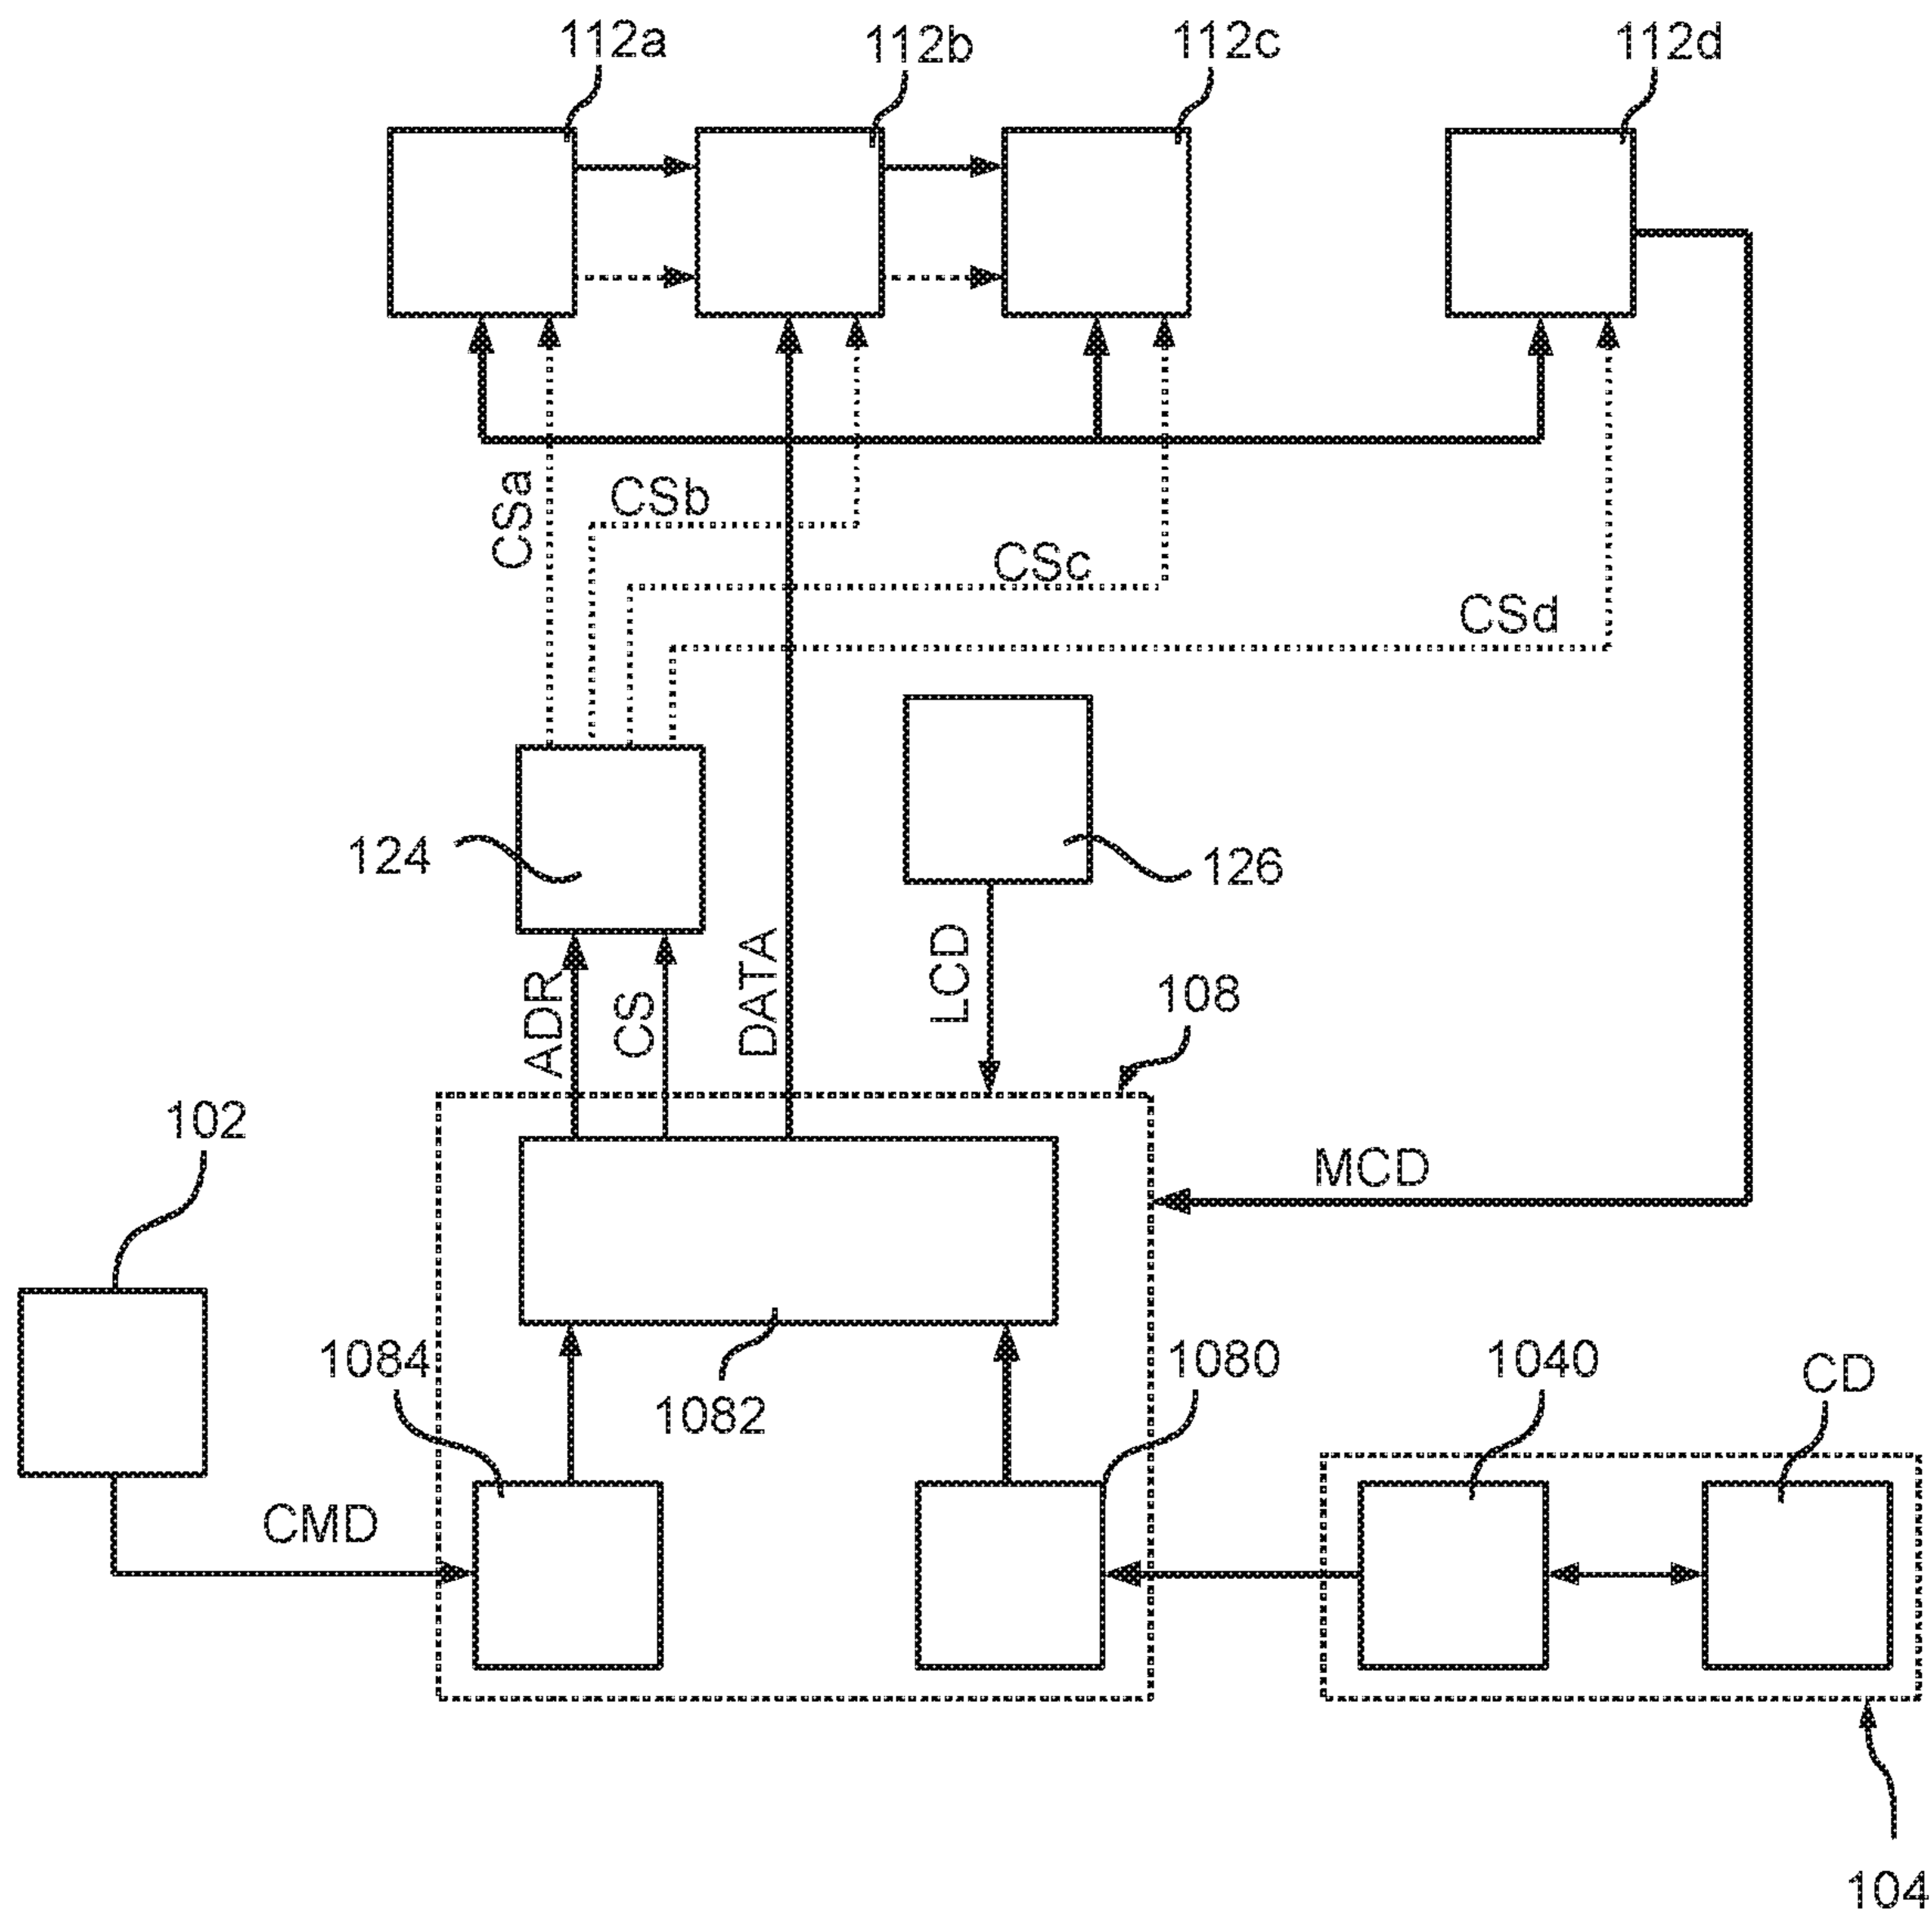 112a
112b
112c
112d
CSa
CSb
CSc
CSd
124
126
ADR
CS
DATA
LCD
108
102
MCD
1084
1082
1080
1040
CD
CMD
104